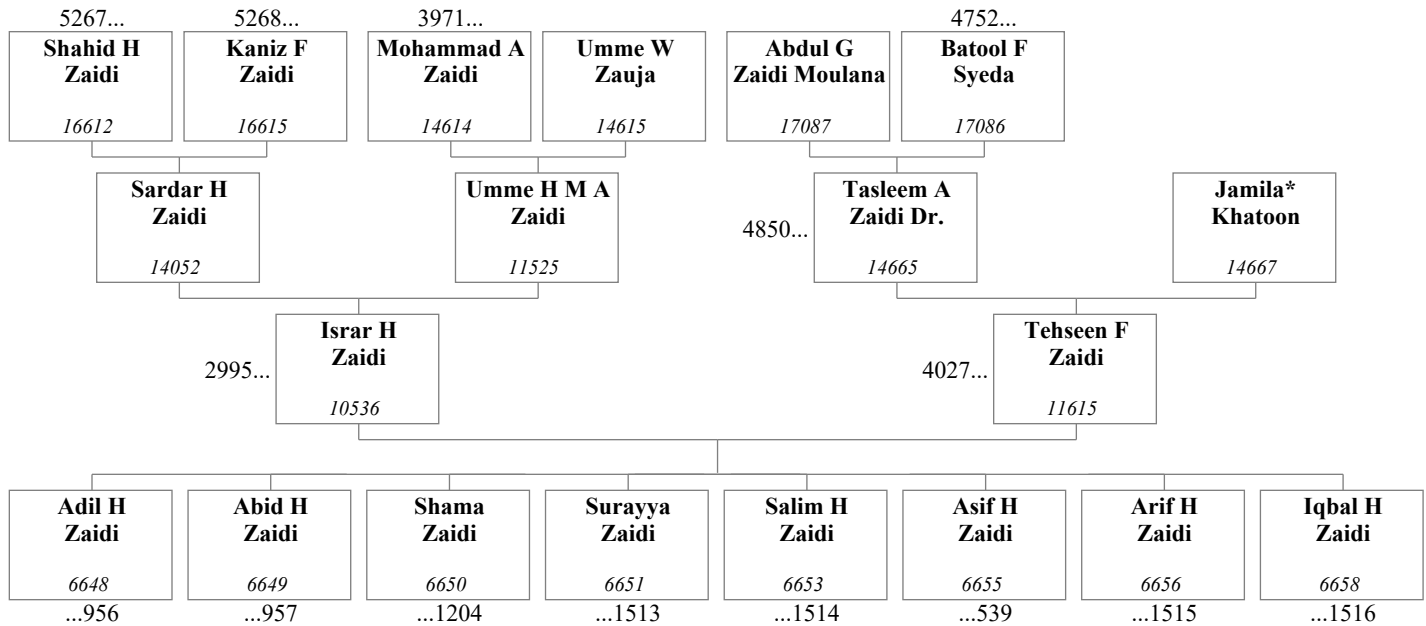 5267... 5268... 3971... 4752...
Shahid H Kaniz F Mohammad A Umme W Abdul G Batool F
Zaidi Zaidi Zaidi Zauja Zaidi Moulana Syeda
16612 16615 14614 14615 17087 17086
Sardar H Umme H M A Tasleem A Jamila*
Zaidi Zaidi Zaidi Dr. Khatoon
4850...
14052 11525 14665 14667
Israr H Tehseen F
Zaidi Zaidi
2995... 4027...
10536 11615
Adil H Abid H Shama Surayya Salim H Asif H Arif H Iqbal H
Zaidi Zaidi Zaidi Zaidi Zaidi Zaidi Zaidi Zaidi
6648 6649 6650 6651 6653 6655 6656 6658
...956 ...957 ...1204 ...1513 ...1514 ...539 ...1515 ...1516